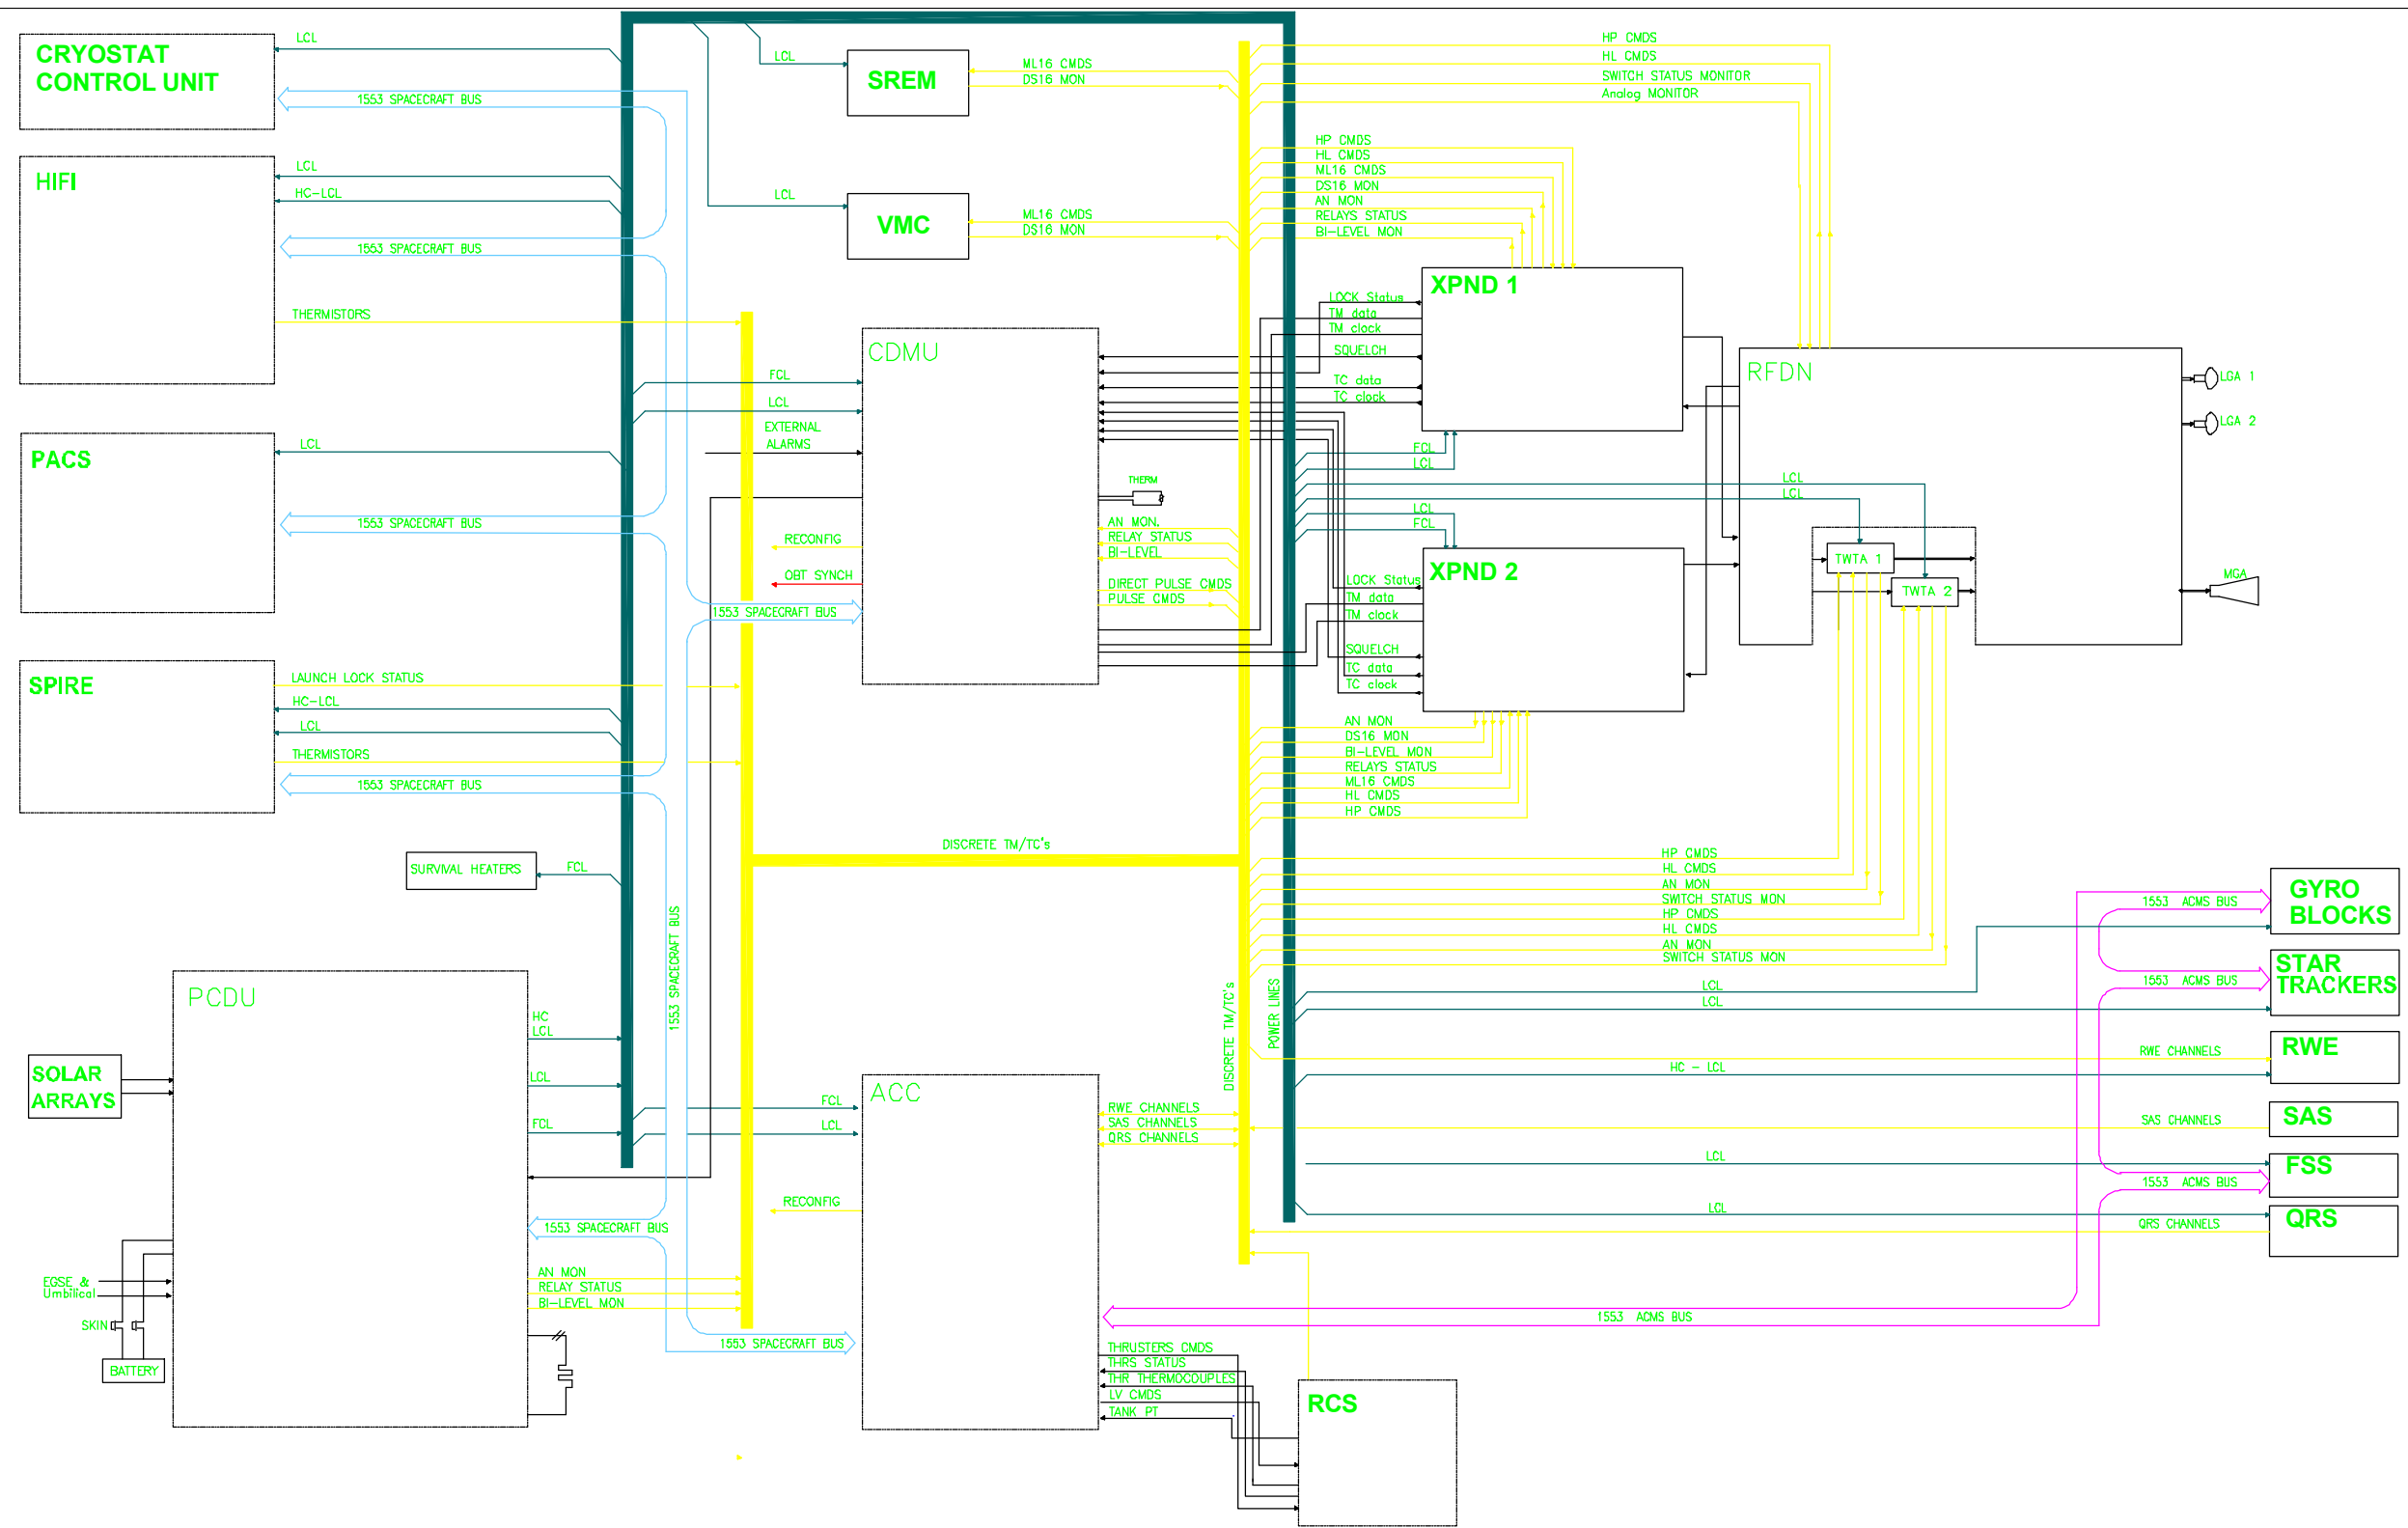 CRYOSTAT
CONTROL UNIT
LCL
1553 SPACECRAFT BUS
HIFI
LCL
HC-LCL
1553 SPACECRAFT BUS
THERMISTORS
PACS
LCL
1553 SPACECRAFT BUS
SPIRE
LAUNCH LOCK STATUS
HC-LCL
LCL
THERMISTORS
1553 SPACECRAFT BUS
SURVIVAL HEATERS
FCL
1553 SPACECRAFT BUS
PCDU
HC
LCL
LCL
FCL
SOLAR
ARRAYS
1553 SPACECRAFT BUS
EGSE &
Umbilical
SKIN
BATTERY
AN MON
RELAY STATUS
BI-LEVEL MON
LCL
SREM
ML16 CMDS
DS16 MON
LCL
VMC
ML16 CMDS
DS16 MON
CDMU
FCL
LCL
EXTERNAL
ALARMS
RECONFIG
OBT SYNCH
1553 SPACECRAFT BUS
THERM
AN MON.
RELAY STATUS
BI-LEVEL
DIRECT PULSE CMDS
PULSE CMDS
DISCRETE TM/TC's
ACC
FCL
LCL
RECONFIG
1553 SPACECRAFT BUS
RWE CHANNELS
SAS CHANNELS
QRS CHANNELS
THRUSTERS CMDS
THRS STATUS
THR THERMOCOUPLES
LV CMDS
TANK PT
RCS
DISCRETE TM/TC's
POWER LINES
HP CMDS
HL CMDS
SWITCH STATUS MONITOR
Analog MONITOR
HP CMDS
HL CMDS
ML16 CMDS
DS16 MON
AN MON
RELAYS STATUS
BI-LEVEL MON
XPND 1
LOCK Status
TM data
TM clock
SQUELCH
TC data
TC clock
FCL
LCL
LCL
LCL
LCL
FCL
XPND 2
LOCK Status
TM data
TM clock
SQUELCH
TC data
TC clock
AN MON
DS16 MON
BI-LEVEL MON
RELAYS STATUS
ML16 CMDS
HL CMDS
HP CMDS
RFDN
LGA 1
LGA 2
TWTA 1
TWTA 2
MGA
HP CMDS
HL CMDS
AN MON
SWITCH STATUS MON
HP CMDS
HL CMDS
AN MON
SWITCH STATUS MON
1553 ACMS BUS
GYRO
BLOCKS
LCL
1553 ACMS BUS
STAR
TRACKERS
LCL
RWE CHANNELS
RWE
HC - LCL
SAS CHANNELS
SAS
LCL
FSS
1553 ACMS BUS
LCL
QRS
QRS CHANNELS
1553 ACMS BUS